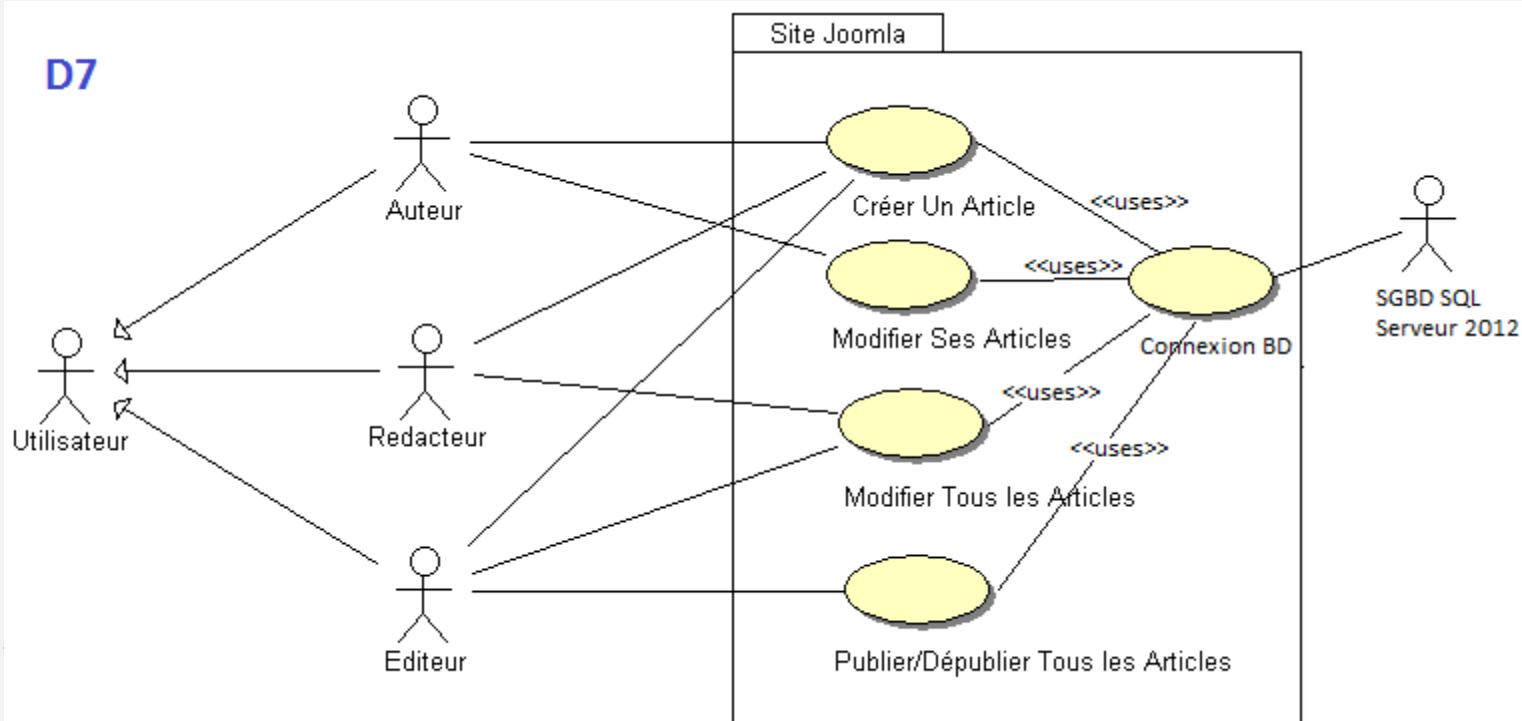 Site Joomla
D7
Auteur
Créer Un Article
<<uses>>
<<uses>>
SGBD SQL
Serveur 2012
Modifier Ses Articles
Connexion BD
<<uses>>
Utilisateur
Redacteur
<<uses>>
Modifier Tous les Articles
Editeur
Publier/Dépublier Tous les Articles